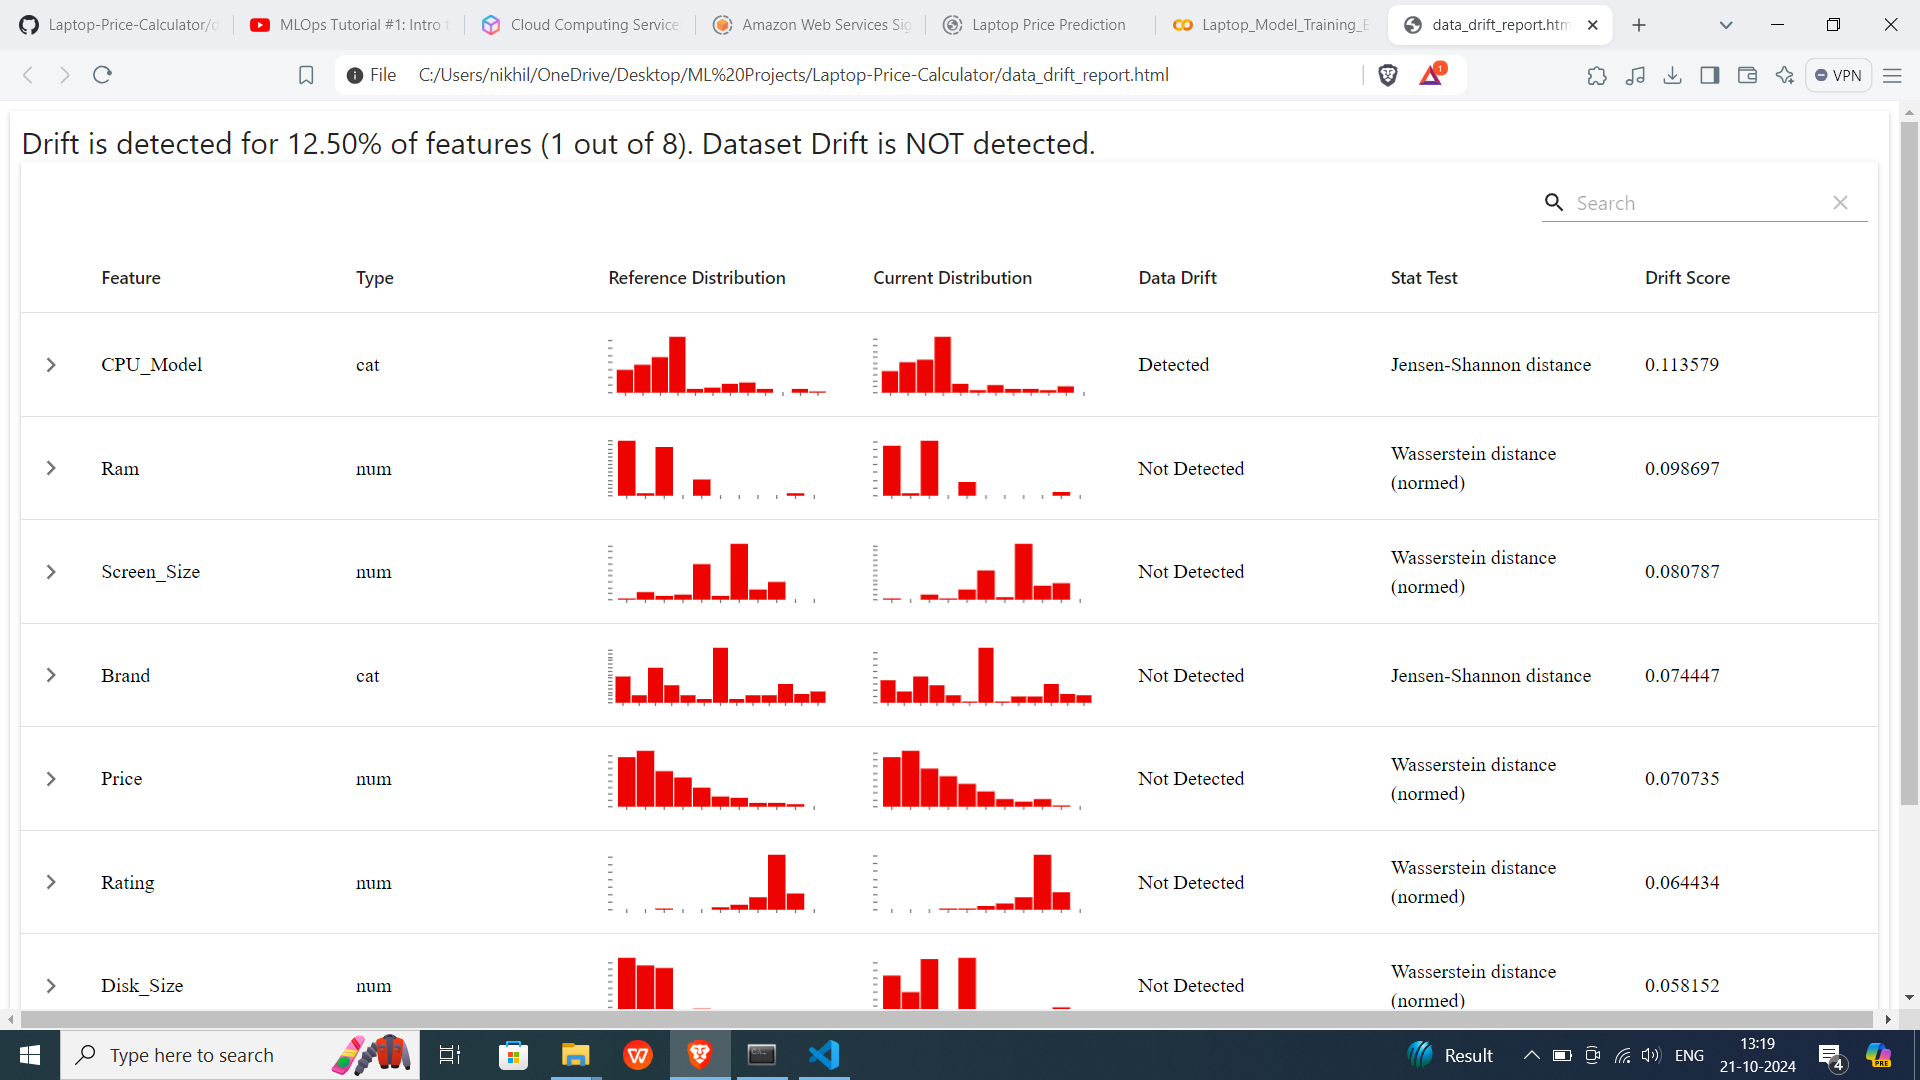 Laptop-Price-Calculator/d
MLOps Tutorial #1: Intro t
Cloud Computing Service
Amazon Web Services Sig
Laptop Price Prediction
Laptop_Model_Training_E
data_drift_report.htm
File C:/Users/nikhil/OneDrive/Desktop/ML%20Projects/Laptop-Price-Calculator/data_drift_report.html
1
VPN
Drift is detected for 12.50% of features (1 out of 8). Dataset Drift is NOT detected.
Search
Feature Type Reference Distribution Current Distribution Data Drift Stat Test Drift Score
CPU_Model cat Detected Jensen-Shannon distance 0.113579
Ram num Not Detected Wasserstein distance (normed) 0.098697
Screen_Size num Not Detected Wasserstein distance (normed) 0.080787
Brand cat Not Detected Jensen-Shannon distance 0.074447
Price num Not Detected Wasserstein distance (normed) 0.070735
Rating num Not Detected Wasserstein distance (normed) 0.064434
Disk_Size num Not Detected Wasserstein distance (normed) 0.058152
Type here to search
Result
ENG
13:19
21-10-2024
4
PRE